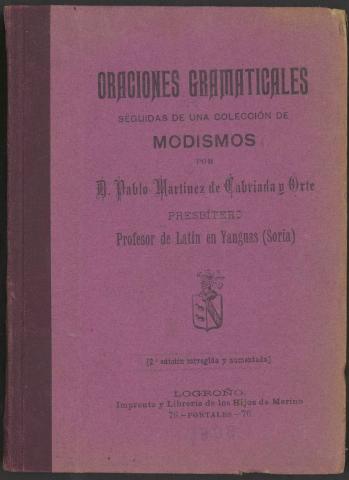 ORACIONES GRAMATICALES
SEGUIDAS DE UNA COLECCIÓN DE
MODISMOS
POR
D. Pablo Martínez de Cabriada y Orte
PRESBÍTERO
Profesor de Latín en Yanguas (Soria)
(2.ª edición corregida y aumentada)
LOGROÑO:
Imprenta y Librería de los Hijos de Merino
76.—PORTALES—76